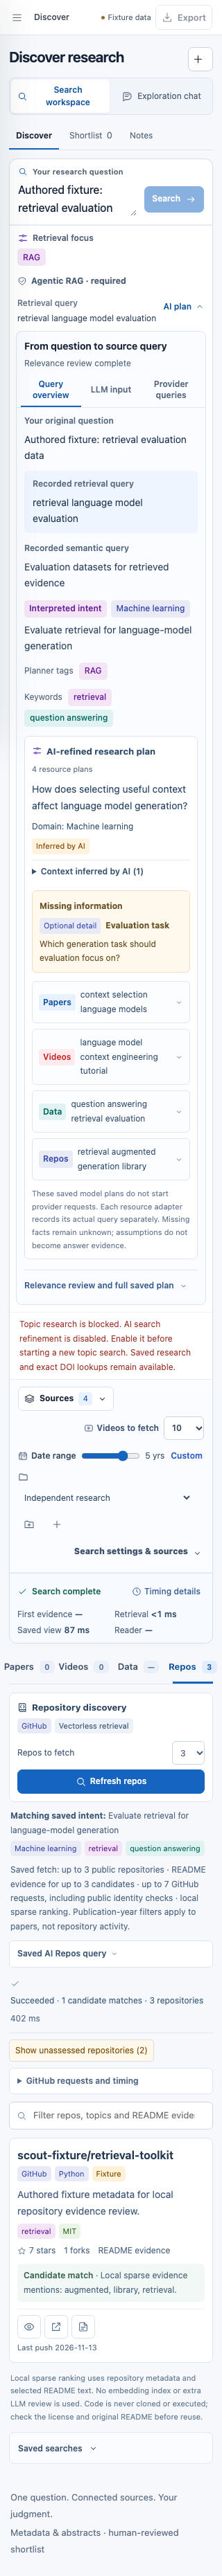 Discover
Fixture data
Export
Discover research
Search workspace
Exploration chat
Discover
Shortlist 0
Notes
Your research question
Authored fixture:
retrieval evaluation
Search
Retrieval focus
RAG
Agentic RAG · required
Retrieval query
AI plan
retrieval language model evaluation
From question to source query
Relevance review complete
Query overview
LLM input
Provider queries
Your original question
Authored fixture: retrieval evaluation
data
Recorded retrieval query
retrieval language model
evaluation
Recorded semantic query
Evaluation datasets for retrieved
evidence
Interpreted intent
Machine learning
Evaluate retrieval for language-model
generation
Planner tags RAG
Keywords retrieval
question answering
AI-refined research plan
4 resource plans
How does selecting useful context
affect language model generation?
Domain: Machine learning
Inferred by AI
Context inferred by AI (1)
Missing information
Optional detail Evaluation task
Which generation task should
evaluation focus on?
Papers
context selection
language models
Videos
language model
context engineering
tutorial
Data
question answering
retrieval evaluation
Repos
retrieval augmented
generation library
These saved model plans do not start
provider requests. Each resource adapter
records its actual query separately. Missing
facts remain unknown; assumptions do not
become answer evidence.
Relevance review and full saved plan
Topic research is blocked. AI search
refinement is disabled. Enable it before
starting a new topic search. Saved research
and exact DOI lookups remain available.
Sources 4
Videos to fetch 10
Date range 5 yrs Custom
Independent research
Search settings & sources
Search complete
Timing details
First evidence —
Retrieval <1 ms
Saved view 87 ms
Reader —
Papers 0
Videos 0
Data —
Repos 3
Repository discovery
GitHub Vectorless retrieval
Repos to fetch 3
Refresh repos
Matching saved intent: Evaluate retrieval for
language-model generation
Machine learning retrieval question answering
Saved fetch: up to 3 public repositories · README
evidence for up to 3 candidates · up to 7 GitHub
requests, including public identity checks · local
sparse ranking. Publication-year filters apply to
papers, not repository activity.
Saved AI Repos query
Succeeded · 1 candidate matches · 3 repositories
402 ms
Show unassessed repositories (2)
GitHub requests and timing
Filter repos, topics and README evide
scout-fixture/retrieval-toolkit
GitHub Python Fixture
Authored fixture metadata for local
repository evidence review.
retrieval MIT
7 stars 1 forks README evidence
Candidate match · Local sparse evidence
mentions: augmented, library, retrieval.
Last push 2026-11-13
Local sparse ranking uses repository metadata and
selected README text. No embedding index or extra
LLM review is used. Code is never cloned or executed;
check the license and original README before reuse.
Saved searches
One question. Connected sources. Your
judgment.
Metadata & abstracts · human-reviewed
shortlist